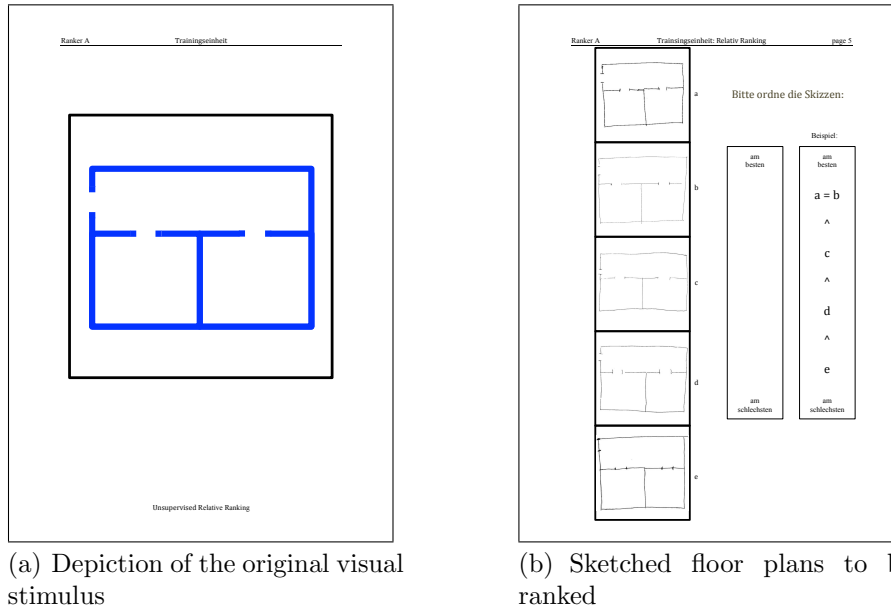 Ranker A Trainingseinheit
Unsupervised Relative Ranking
(a) Depiction of the original visual
stimulus
Ranker A Trainsingseinheit: Relativ Ranking page 5
a
b
c
d
e
Bitte ordne die Skizzen:
am
besten
am
schlechsten
Beispiel:
am
besten
a = b
^
c
^
d
^
e
am
schlechsten
(b) Sketched floor plans to b
ranked